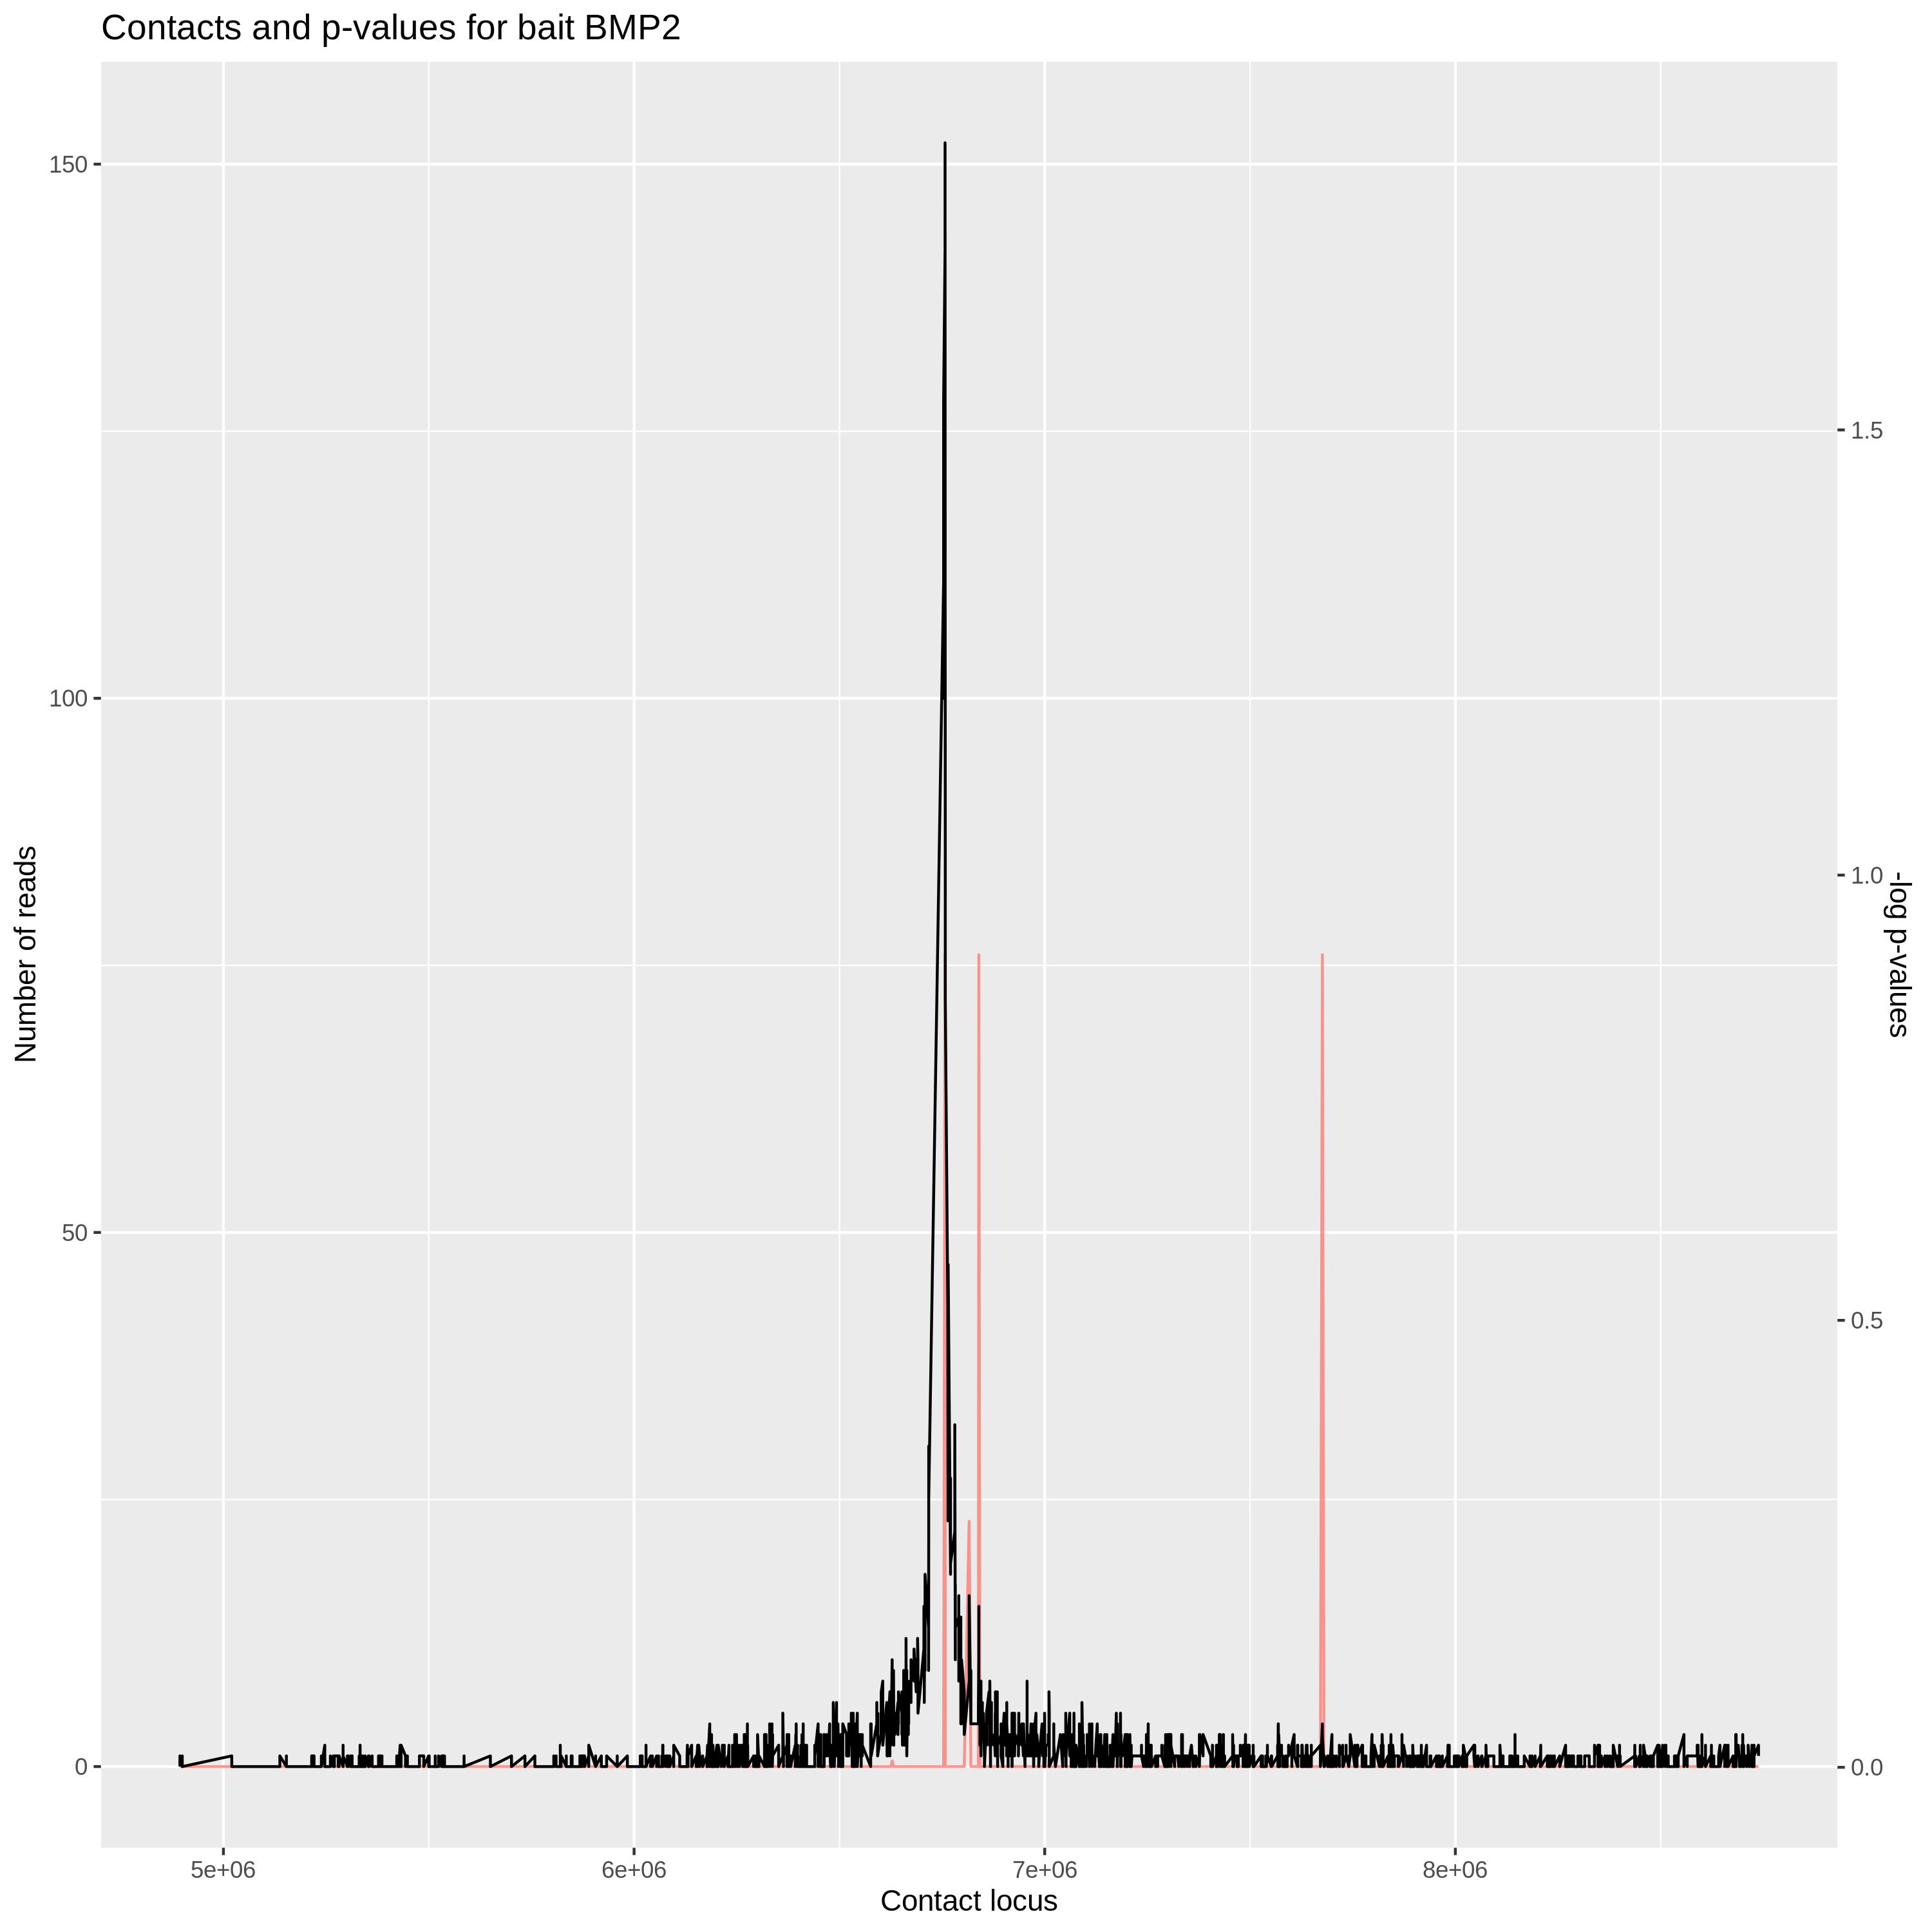 Contacts and p-values for bait BMP2
Number of reads
150
100
50
0
1.5
1.0
0.5
0.0
-log p-values
5e+06 6e+06 7e+06 8e+06
Contact locus